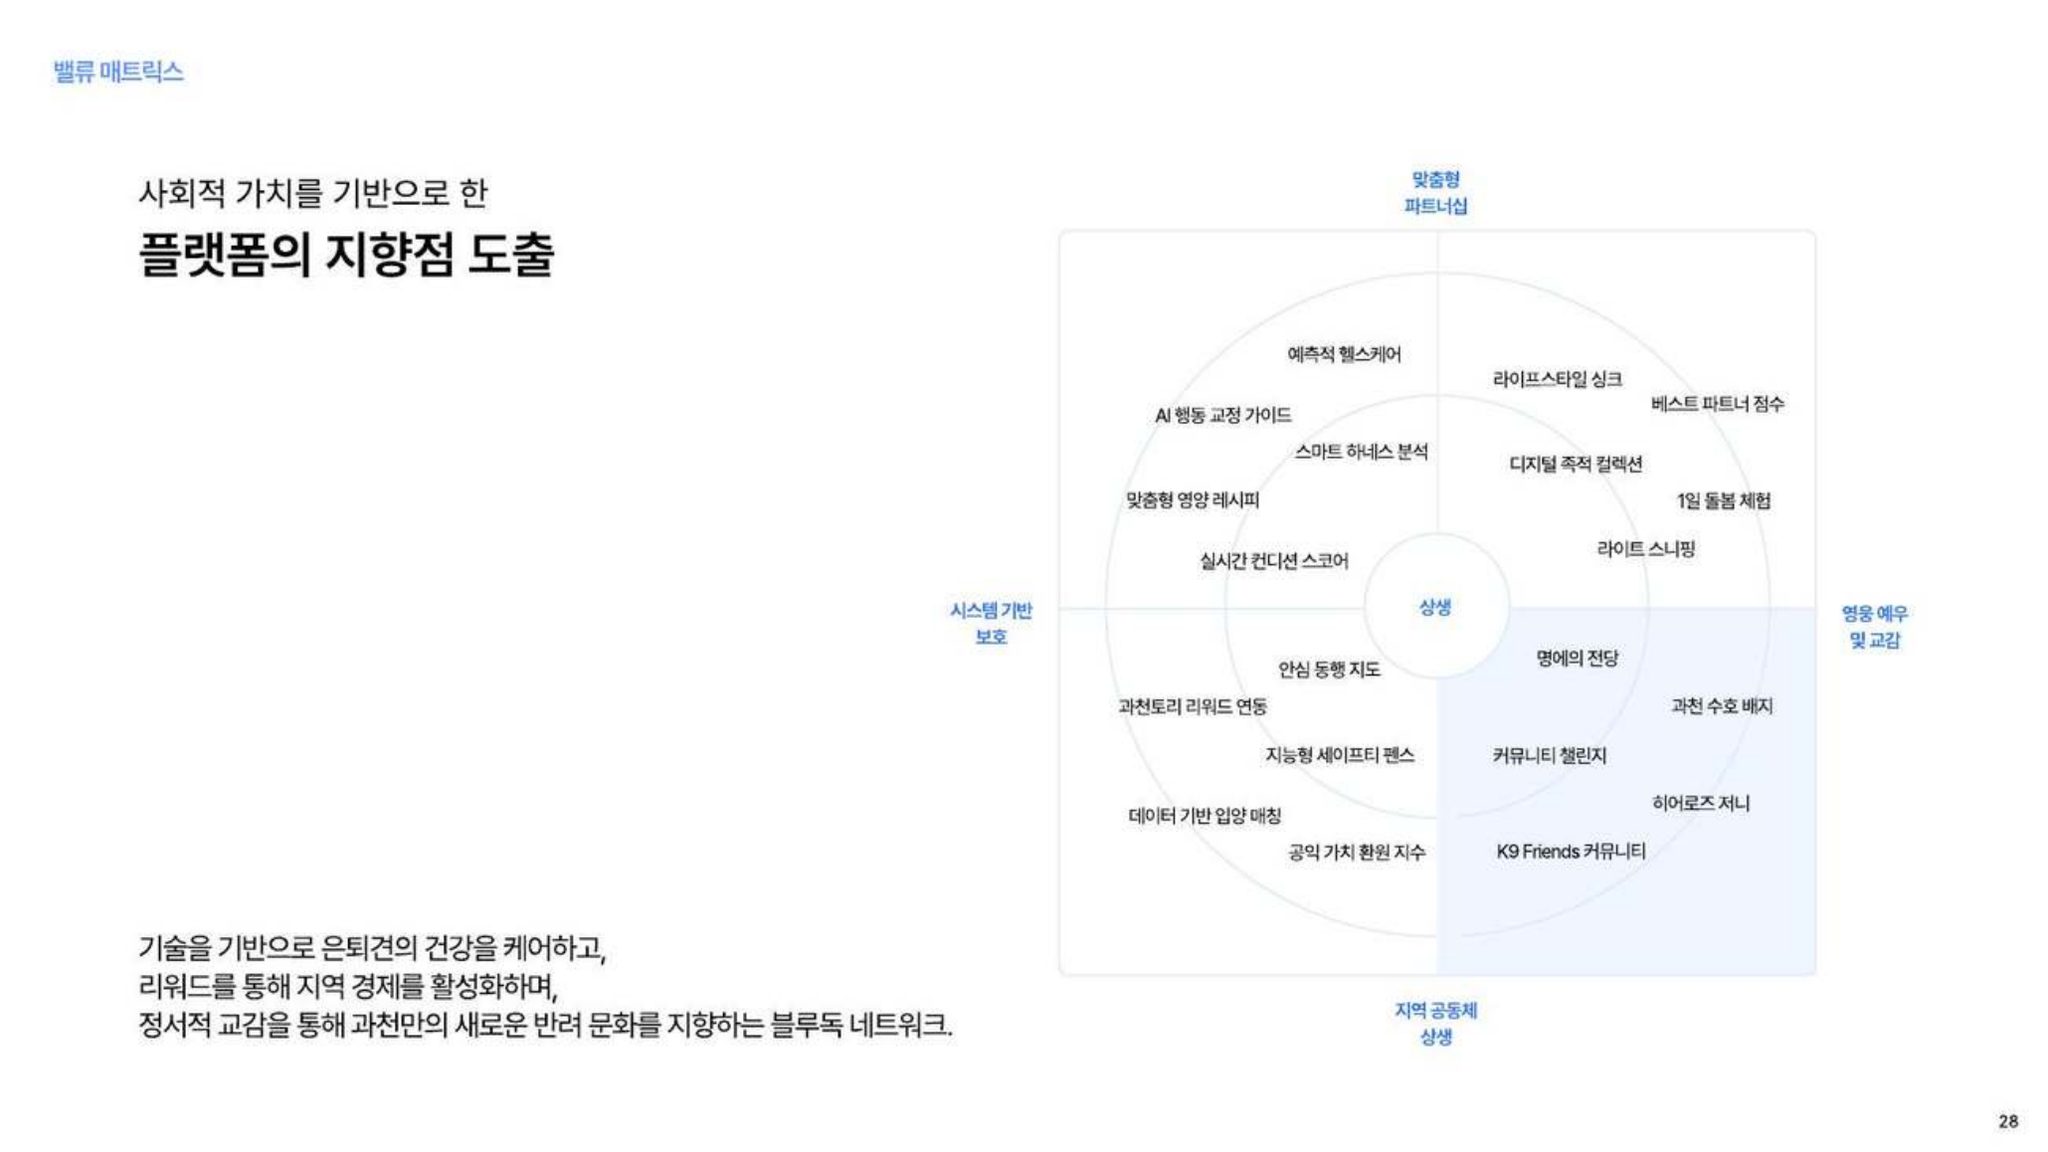 밸류 매트릭스
사회적 가치를 기반으로 한
플랫폼의 지향점 도출
맞춤형
파트너십
예측적 헬스케어
라이프스타일 싱크
베스트 파트너 점수
AI 행동 교정 가이드
스마트 하네스 분석
디지털 족적 컬렉션
맞춤형 영양 레시피
1일 돌봄 체험
라이트 스니핑
실시간 컨디션 스코어
시스템 기반
보호
상생
영웅 예우
및 교감
명에의 전당
안심 동행 지도
과천토리 리워드 연동
과천 수호 배지
지능형 세이프티 펜스
커뮤니티 챌린지
히어로즈 저니
데이터 기반 입양 매칭
공익 가치 환원 지수
K9 Friends 커뮤니티
기술을 기반으로 은퇴견의 건강을 케어하고,
리워드를 통해 지역 경제를 활성화하며,
정서적 교감을 통해 과천만의 새로운 반려 문화를 지향하는 블루독 네트워크.
지역 공동체
상생
28